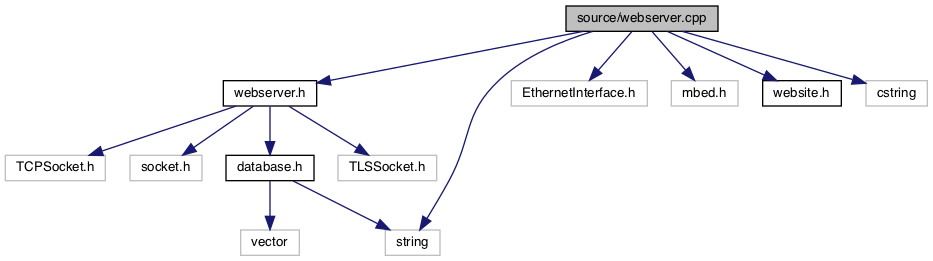 source/webserver.cpp
webserver.h
EthernetInterface.h
mbed.h
website.h
cstring
TCPSocket.h
socket.h
database.h
TLSSocket.h
vector
string